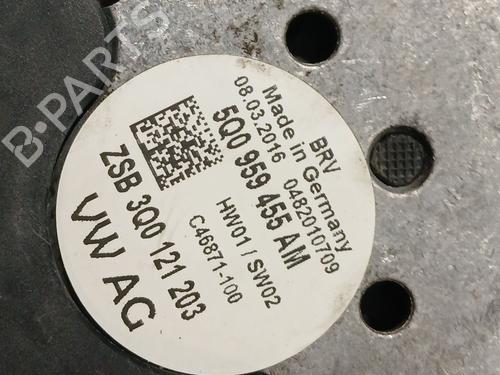 BRV
Made in Germany
08.03.2016 0482010709
5Q0 959 455 AM
HW01 / SW02
C46871-100
ZSB 3Q0 121 203
VW AG
B-PARTS